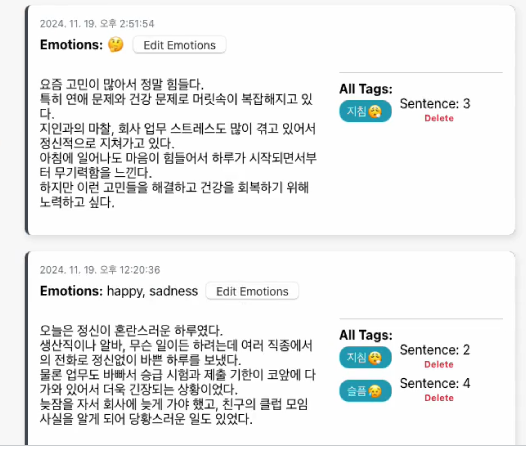 2024. 11. 19. 오후 2:51:54
Emotions: 🤔 Edit Emotions
요즘 고민이 많아서 정말 힘들다.
특히 연애 문제와 건강 문제로 머릿속이 복잡해지고 있
다.
지인과의 마찰, 회사 업무 스트레스도 많이 겪고 있어서
정신적으로 지쳐가고 있다.
아침에 일어나도 마음이 힘들어서 하루가 시작되면서부
터 무기력함을 느낀다.
하지만 이런 고민들을 해결하고 건강을 회복하기 위해
노력하고 싶다.
All Tags:
지침😮‍💨 Sentence: 3
Delete
2024. 11. 19. 오후 12:20:36
Emotions: happy, sadness Edit Emotions
오늘은 정신이 혼란스러운 하루였다.
생산직이나 알바, 무슨 일이든 하려는데 여러 직종에서
의 전화로 정신없이 바쁜 하루를 보냈다.
물론 업무도 바빠서 승급 시험과 제출 기한이 코앞에 다
가와 있어서 더욱 긴장되는 상황이었다.
늦잠을 자서 회사에 늦게 가야 했고, 친구의 클럽 모임
사실을 알게 되어 당황스러운 일도 있었다.
All Tags:
지침😮‍💨 Sentence: 2
Delete
슬픔😥 Sentence: 4
Delete